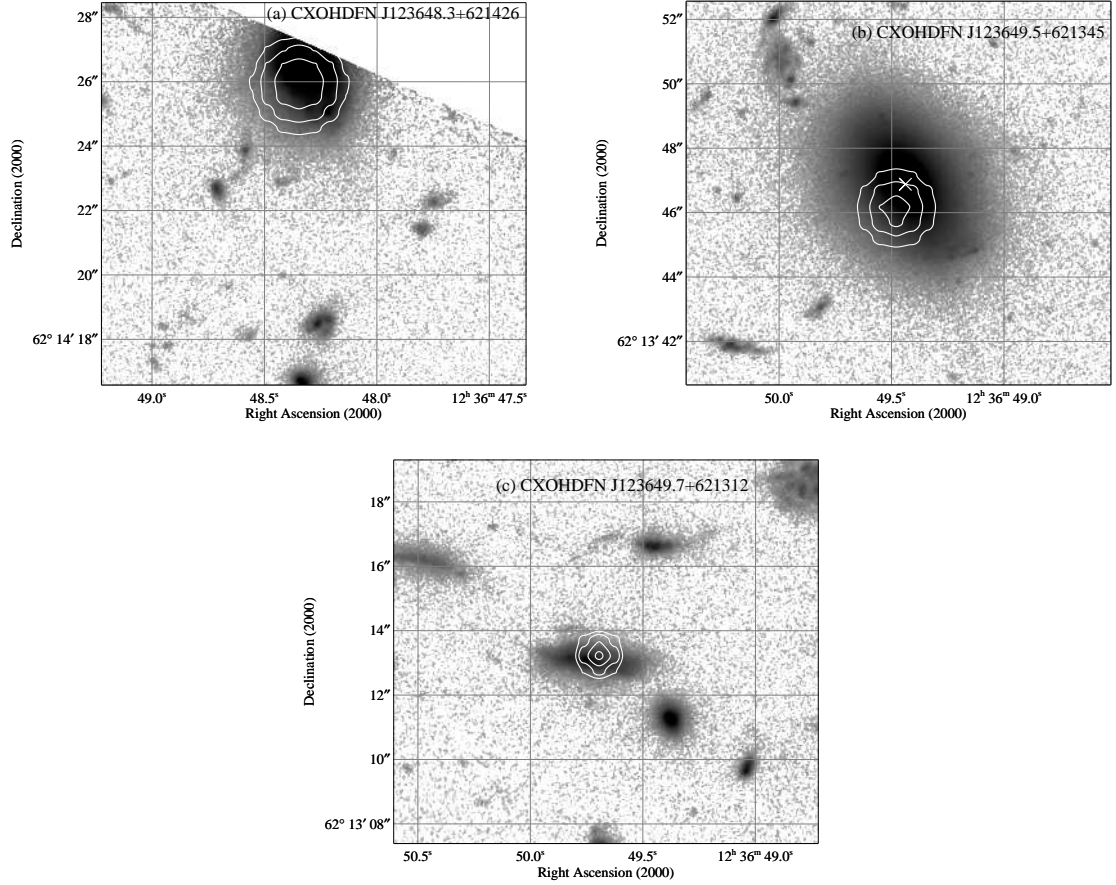 (a) CXOHDFN J123648.3+621426
28″
26″
24″
22″
20″
62° 14′ 18″
Declination (2000)
49.0ˢ 48.5ˢ 48.0ˢ 12ʰ 36ᵐ 47.5ˢ
Right Ascension (2000)
(b) CXOHDFN J123649.5+621345
52″
50″
48″
46″
44″
62° 13′ 42″
Declination (2000)
50.0ˢ 49.5ˢ 12ʰ 36ᵐ 49.0ˢ
Right Ascension (2000)
(c) CXOHDFN J123649.7+621312
18″
16″
14″
12″
10″
62° 13′ 08″
Declination (2000)
50.5ˢ 50.0ˢ 49.5ˢ 12ʰ 36ᵐ 49.0ˢ
Right Ascension (2000)